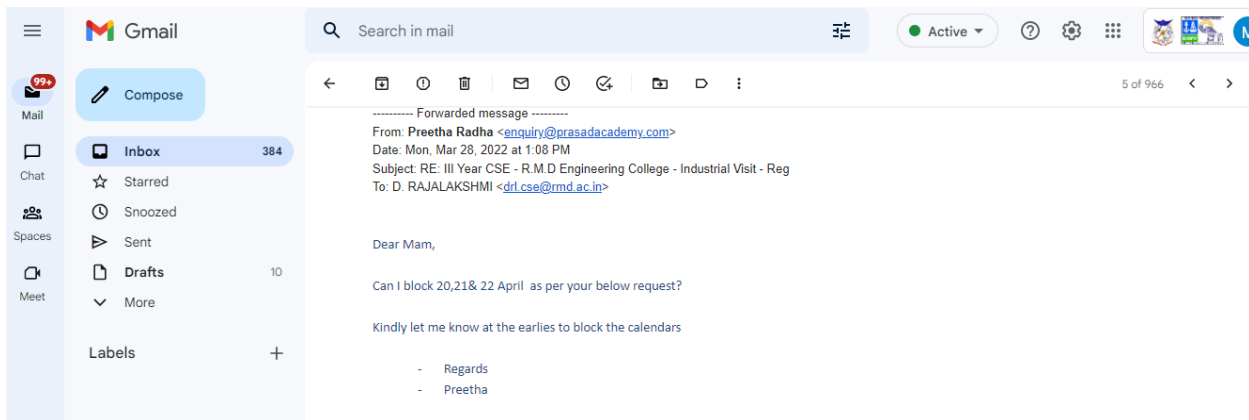 Gmail
Search in mail
Active
99+
Mail
Compose
5 of 966
---------- Forwarded message ---------
From: Preetha Radha <enquiry@prasadacademy.com>
Date: Mon, Mar 28, 2022 at 1:08 PM
Subject: RE: III Year CSE - R.M.D Engineering College - Industrial Visit - Reg
To: D. RAJALAKSHMI <drl.cse@rmd.ac.in>
Inbox 384
Chat
Starred
Snoozed
Spaces
Sent
Dear Mam,
Drafts 10
Can I block 20,21& 22 April as per your below request?
Meet
More
Kindly let me know at the earlies to block the calendars
Labels
- Regards
- Preetha